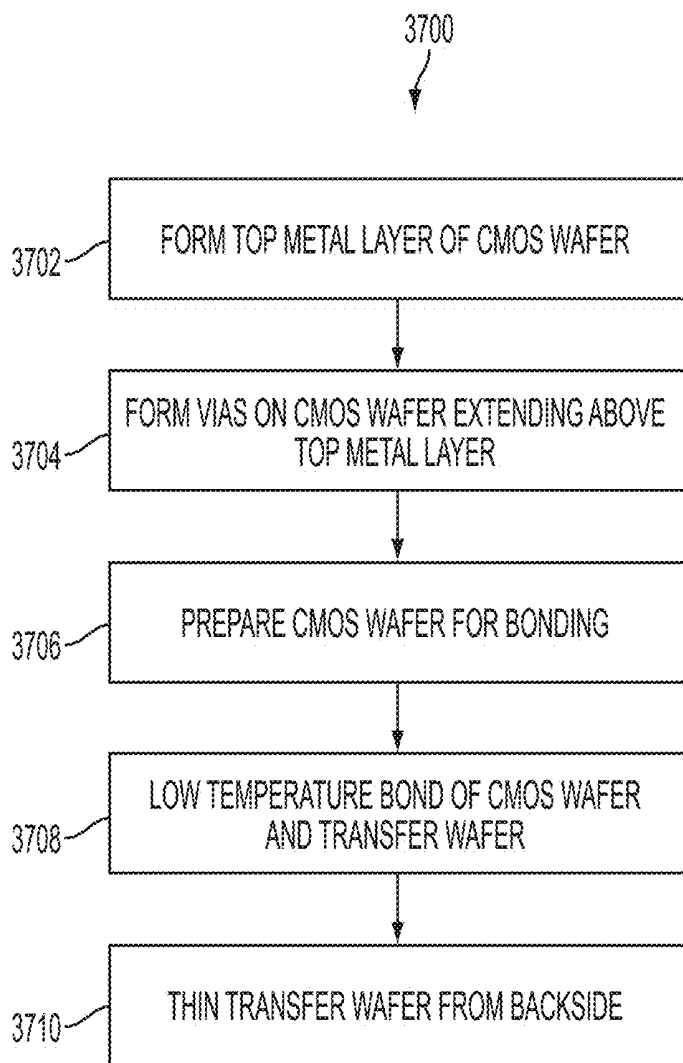 3700
3702
FORM TOP METAL LAYER OF CMOS WAFER
3704
FORM VIAS ON CMOS WAFER EXTENDING ABOVE
TOP METAL LAYER
3706
PREPARE CMOS WAFER FOR BONDING
3708
LOW TEMPERATURE BOND OF CMOS WAFER
AND TRANSFER WAFER
3710
THIN TRANSFER WAFER FROM BACKSIDE